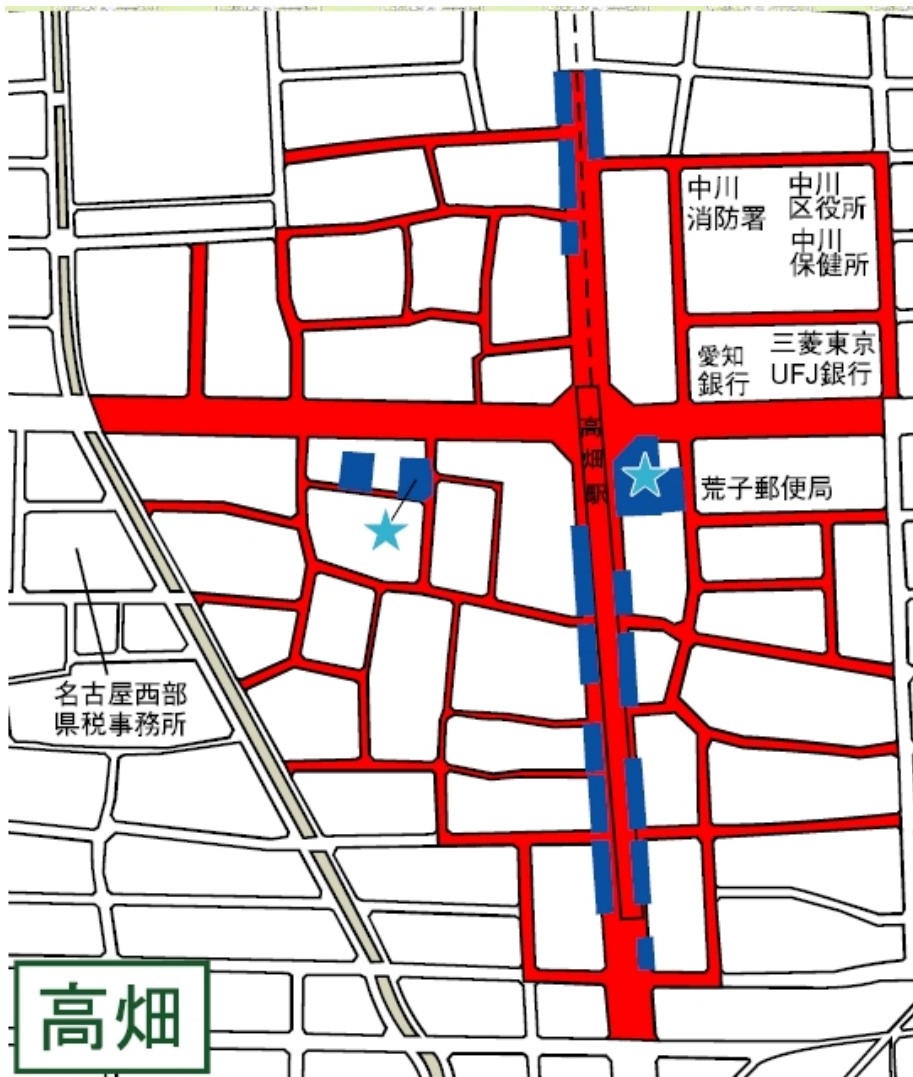 中川
消防署
中川
区役所
中川
保健所
愛知
銀行
三菱東京
UFJ銀行
高畑駅
荒子郵便局
名古屋西部
県税事務所
高畑